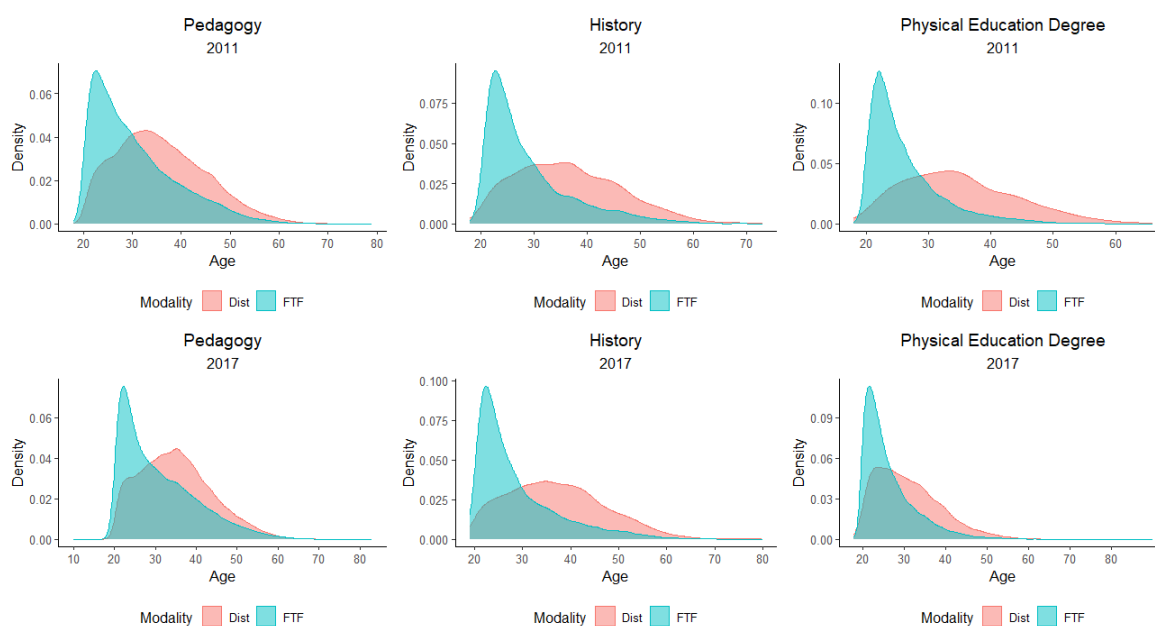 Pedagogy
2011
Density
0.06
0.04
0.02
0.00
20 30 40 50 60 70 80
Age
Modality Dist FTF
History
2011
Density
0.075
0.050
0.025
0.000
20 30 40 50 60 70
Age
Modality Dist FTF
Physical Education Degree
2011
Density
0.10
0.05
0.00
20 30 40 50 60
Age
Modality Dist FTF
Pedagogy
2017
Density
0.06
0.04
0.02
0.00
10 20 30 40 50 60 70 80
Age
Modality Dist FTF
History
2017
Density
0.100
0.075
0.050
0.025
0.000
20 30 40 50 60 70 80
Age
Modality Dist FTF
Physical Education Degree
2017
Density
0.09
0.06
0.03
0.00
20 30 40 50 60 70 80
Age
Modality Dist FTF